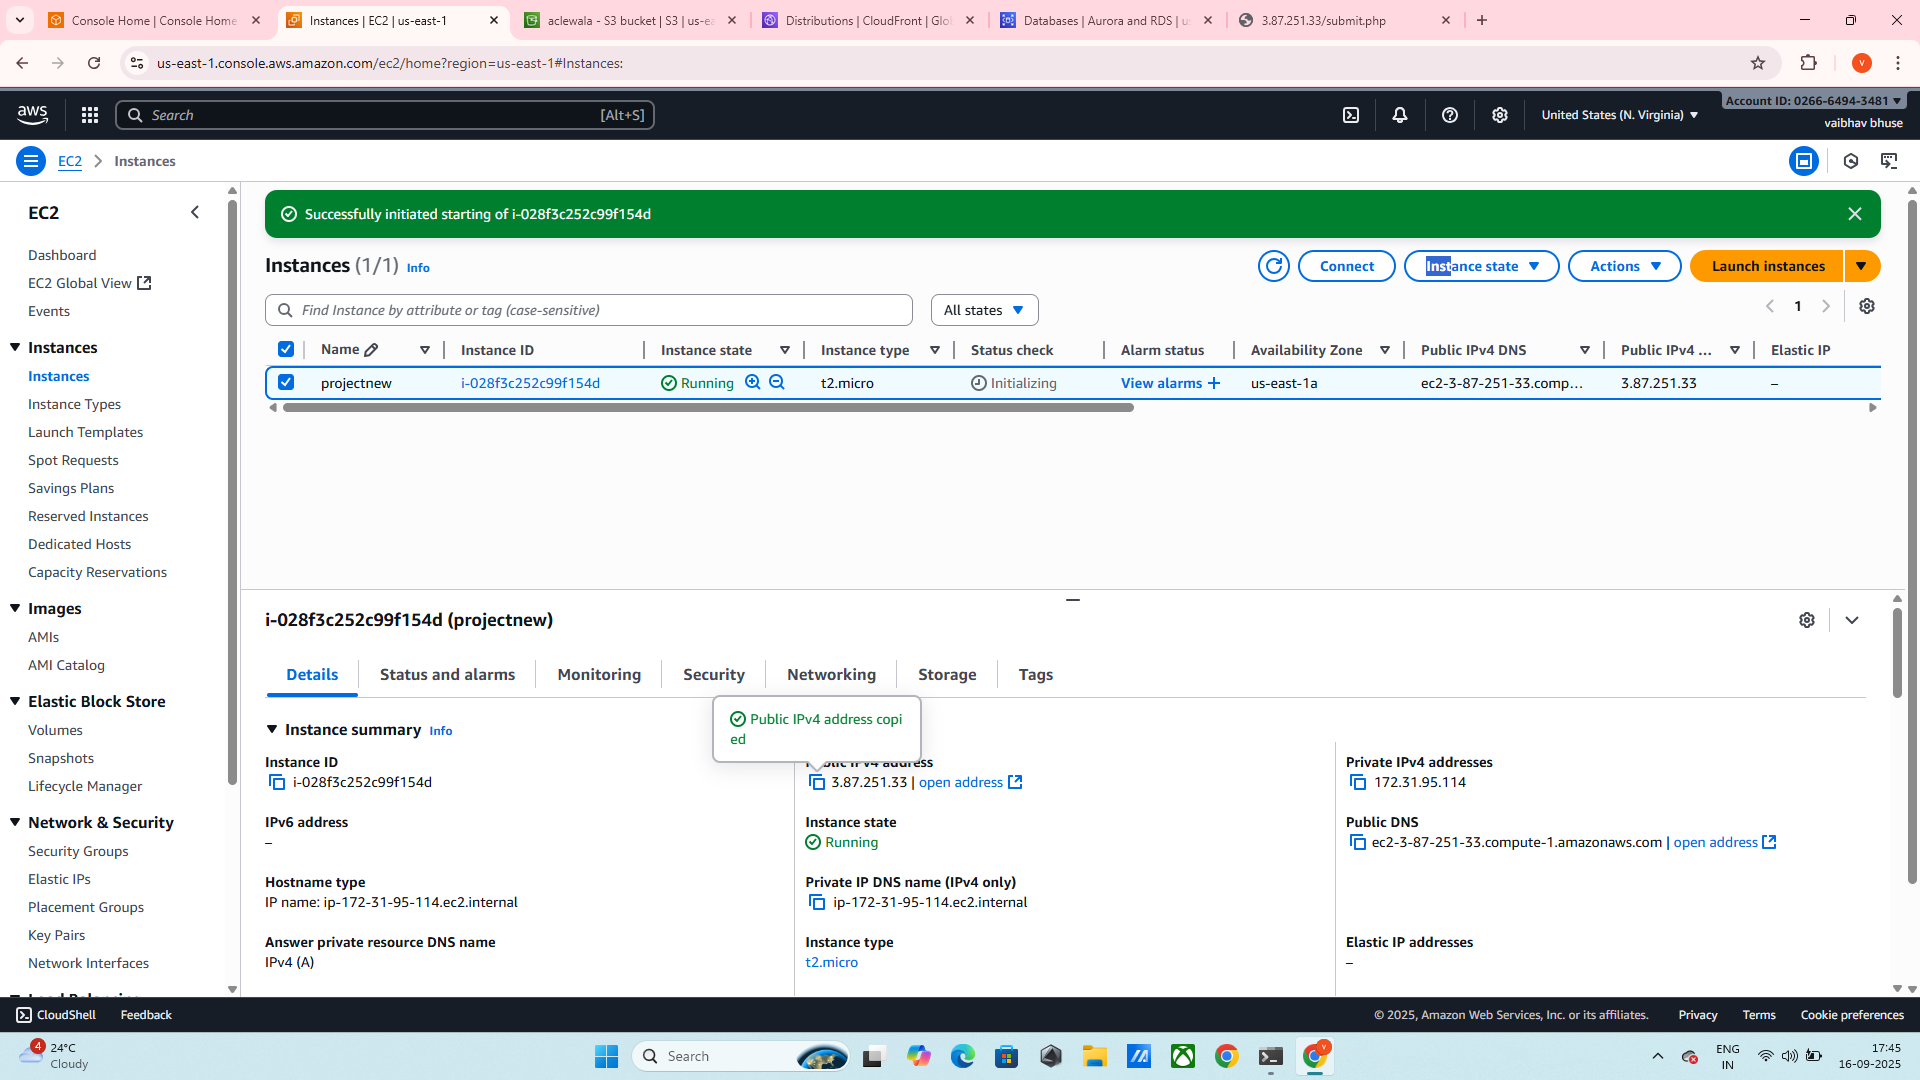 Console Home | Console Home
Instances | EC2 | us-east-1
aclewala - S3 bucket | S3 | us-ea
Distributions | CloudFront | Glo
Databases | Aurora and RDS | u
3.87.251.33/submit.php
us-east-1.console.aws.amazon.com/ec2/home?region=us-east-1#Instances:
V
aws
Search
[Alt+S]
United States (N. Virginia)
Account ID: 0266-6494-3481
vaibhav bhuse
EC2
Instances
EC2
Dashboard
EC2 Global View
Events
Instances
Instances
Instance Types
Launch Templates
Spot Requests
Savings Plans
Reserved Instances
Dedicated Hosts
Capacity Reservations
Images
AMIs
AMI Catalog
Elastic Block Store
Volumes
Snapshots
Lifecycle Manager
Network & Security
Security Groups
Elastic IPs
Placement Groups
Key Pairs
Network Interfaces
Load Balancing
Successfully initiated starting of i-028f3c252c99f154d
Instances (1/1) Info
Connect
Instance state
Actions
Launch instances
Find Instance by attribute or tag (case-sensitive)
All states
1
Name
Instance ID
Instance state
Instance type
Status check
Alarm status
Availability Zone
Public IPv4 DNS
Public IPv4 ...
Elastic IP
projectnew
i-028f3c252c99f154d
Running
t2.micro
Initializing
View alarms +
us-east-1a
ec2-3-87-251-33.comp...
3.87.251.33
–
i-028f3c252c99f154d (projectnew)
Details
Status and alarms
Monitoring
Security
Networking
Storage
Tags
Public IPv4 address copi
ed
Instance summary Info
Instance ID
i-028f3c252c99f154d
Public IPv4 address
3.87.251.33 | open address
Private IPv4 addresses
172.31.95.114
IPv6 address
–
Instance state
Running
Public DNS
ec2-3-87-251-33.compute-1.amazonaws.com | open address
Hostname type
IP name: ip-172-31-95-114.ec2.internal
Private IP DNS name (IPv4 only)
ip-172-31-95-114.ec2.internal
Answer private resource DNS name
IPv4 (A)
Instance type
t2.micro
Elastic IP addresses
–
CloudShell
Feedback
© 2025, Amazon Web Services, Inc. or its affiliates.
Privacy
Terms
Cookie preferences
4
24°C
Cloudy
Search
V
ENG
IN
17:45
16-09-2025